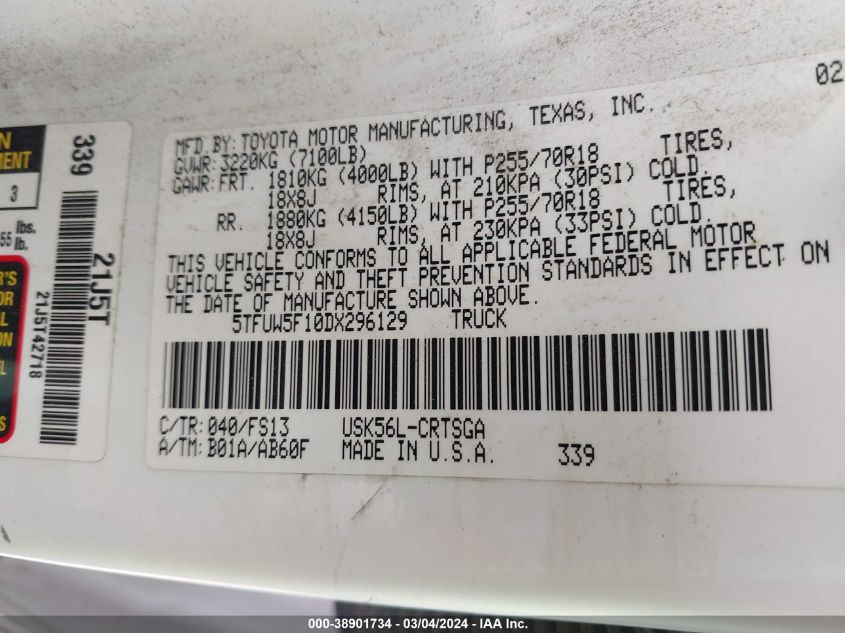 02
MFD.BY: TOYOTA MOTOR MANUFACTURING, TEXAS, INC.
GVWR: 3220KG (7100LB)
GAWR: FRT. 1810KG (4000LB) WITH P255/70R18 TIRES,
18X8J RIMS, AT 210KPA (30PSI) COLD.
RR. 1880KG (4150LB) WITH P255/70R18 TIRES,
18X8J RIMS, AT 230KPA (33PSI) COLD.
THIS VEHICLE CONFORMS TO ALL APPLICABLE FEDERAL MOTOR
VEHICLE SAFETY AND THEFT PREVENTION STANDARDS IN EFFECT ON
THE DATE OF MANUFACTURE SHOWN ABOVE.
5TFUW5F10DX296129 TRUCK
C/TR: 040/FS13 USK56L-CRTSGA
A/TM: B01A/AB60F MADE IN U.S.A. 339
339
21J5T
21J5T42718
3
lbs.
lb.
000-38901734 - 03/04/2024 - IAA Inc.